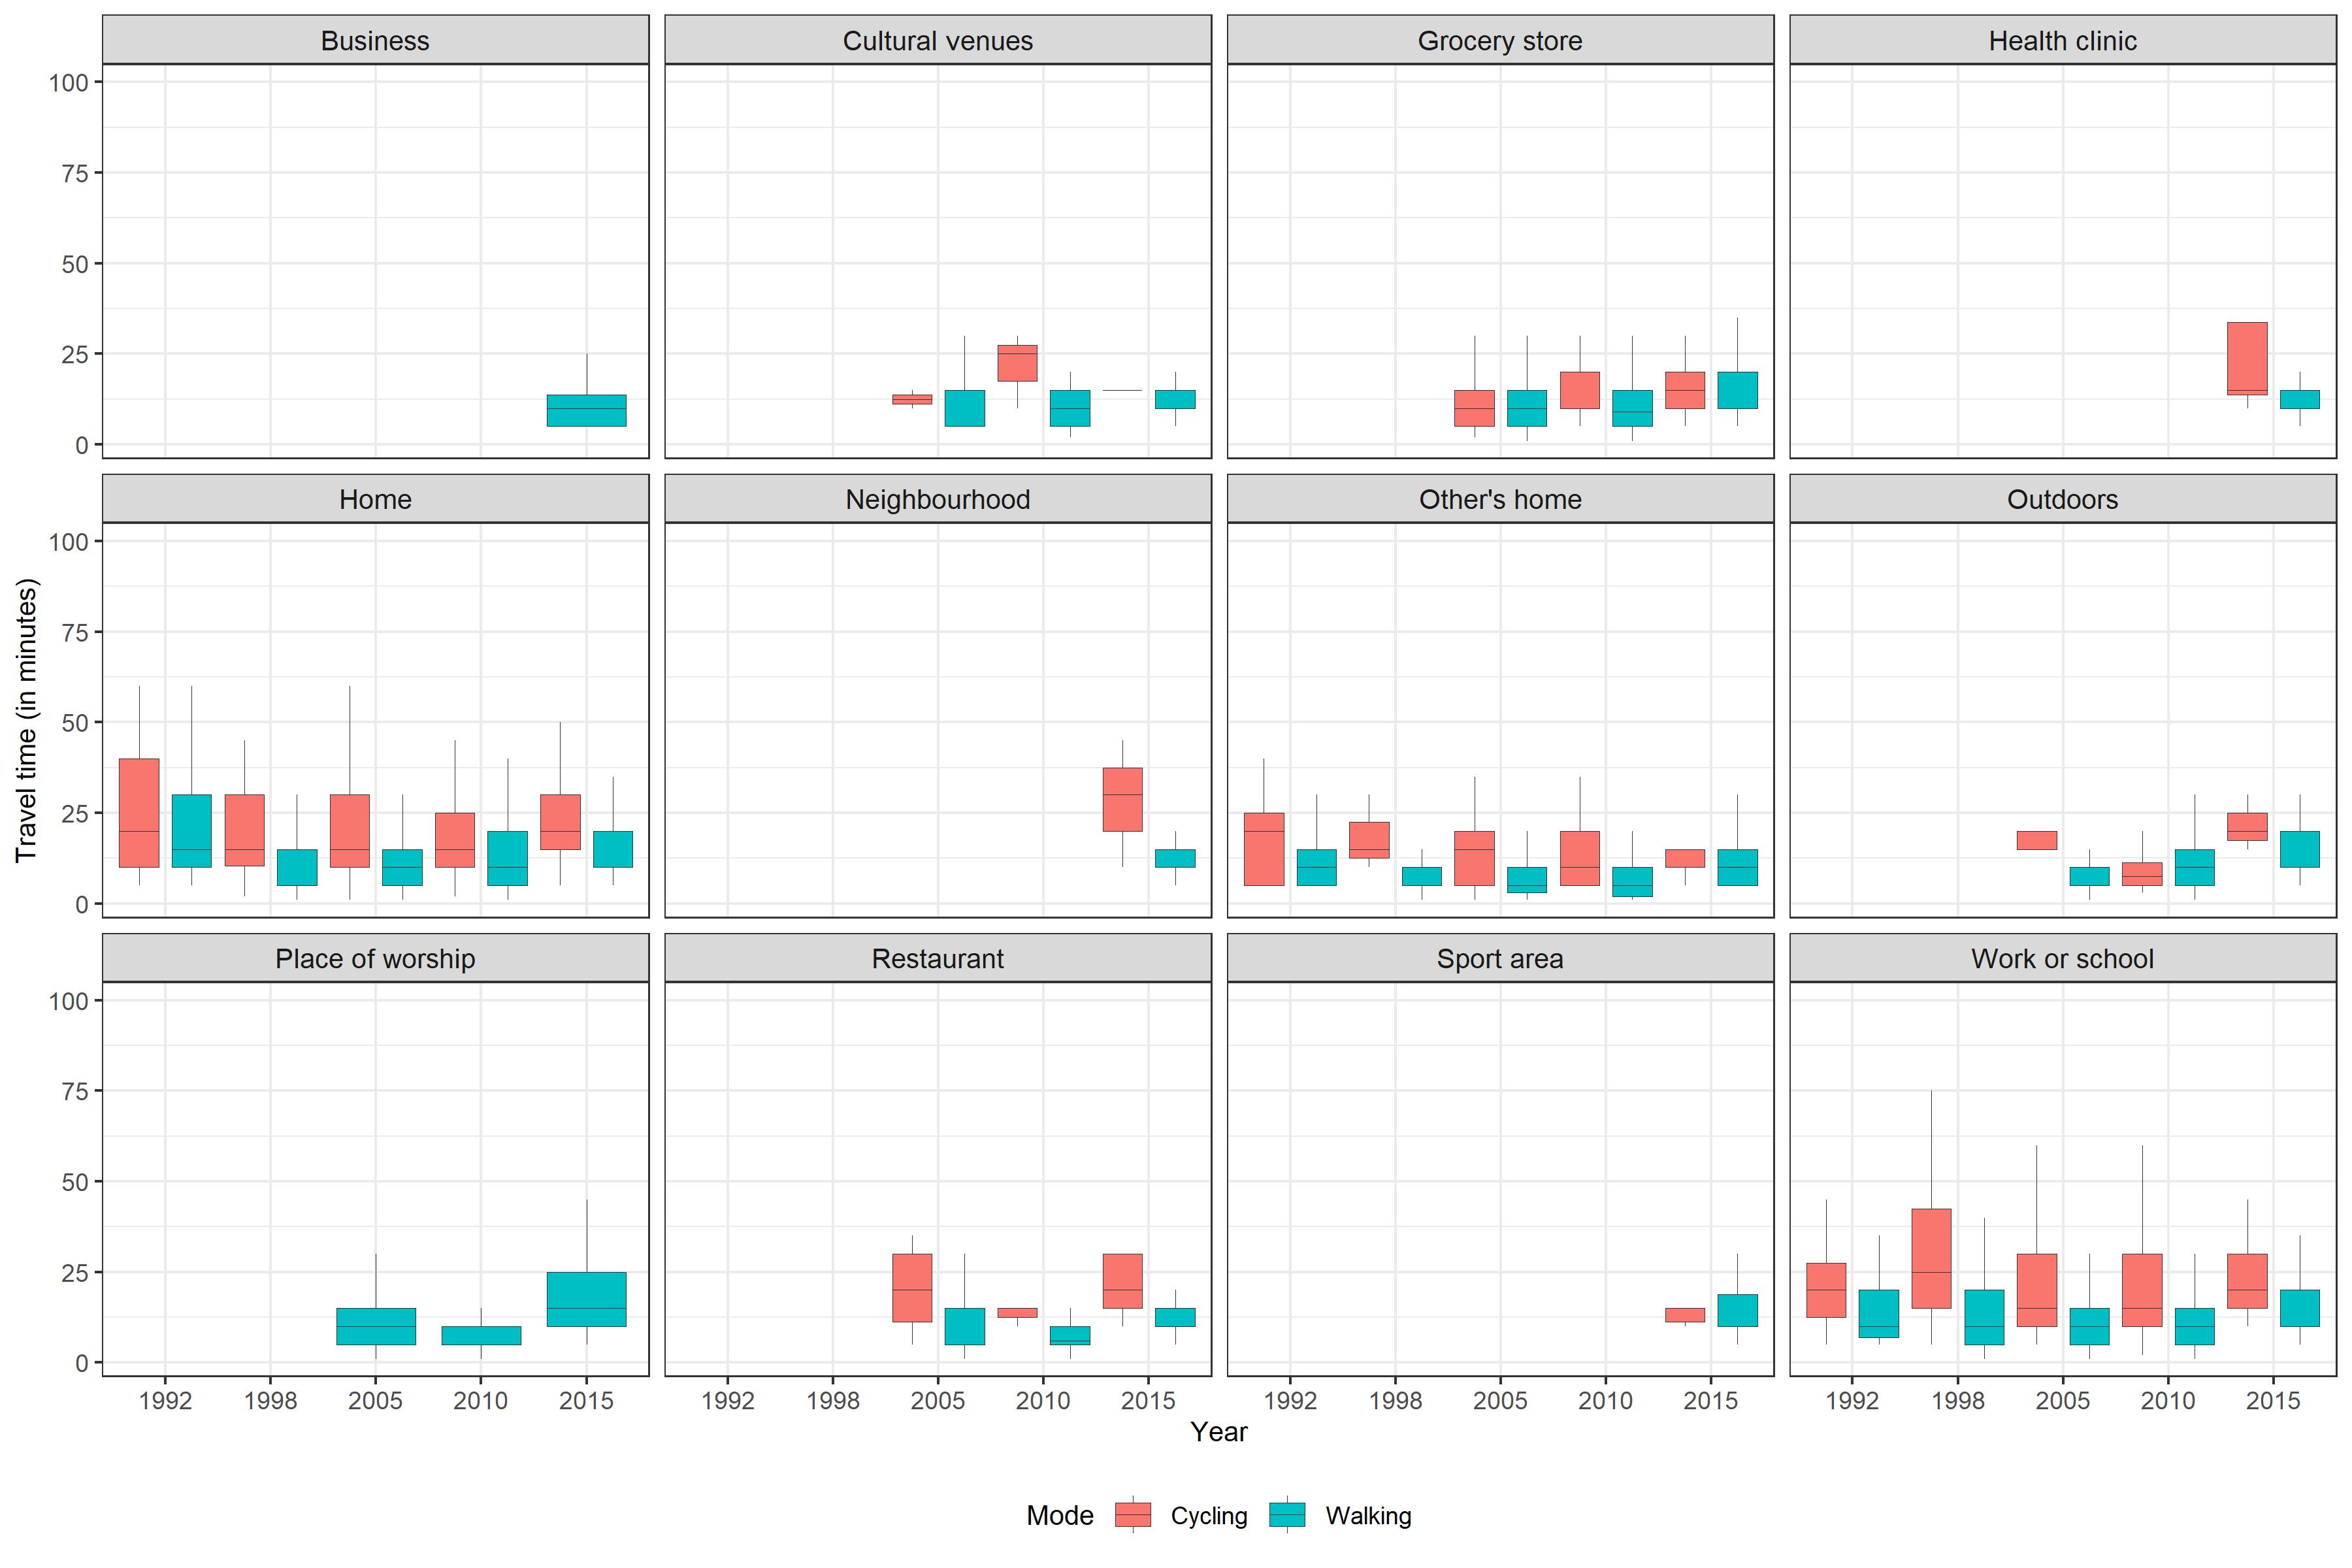 Business Cultural venues Grocery store Health clinic
100
75
50
25
0
Home Neighbourhood Other's home Outdoors
100
75
50
25
0
Travel time (in minutes)
Place of worship Restaurant Sport area Work or school
100
75
50
25
0
1992 1998 2005 2010 2015 1992 1998 2005 2010 2015 1992 1998 2005 2010 2015 1992 1998 2005 2010 2015
Year
Mode Cycling Walking